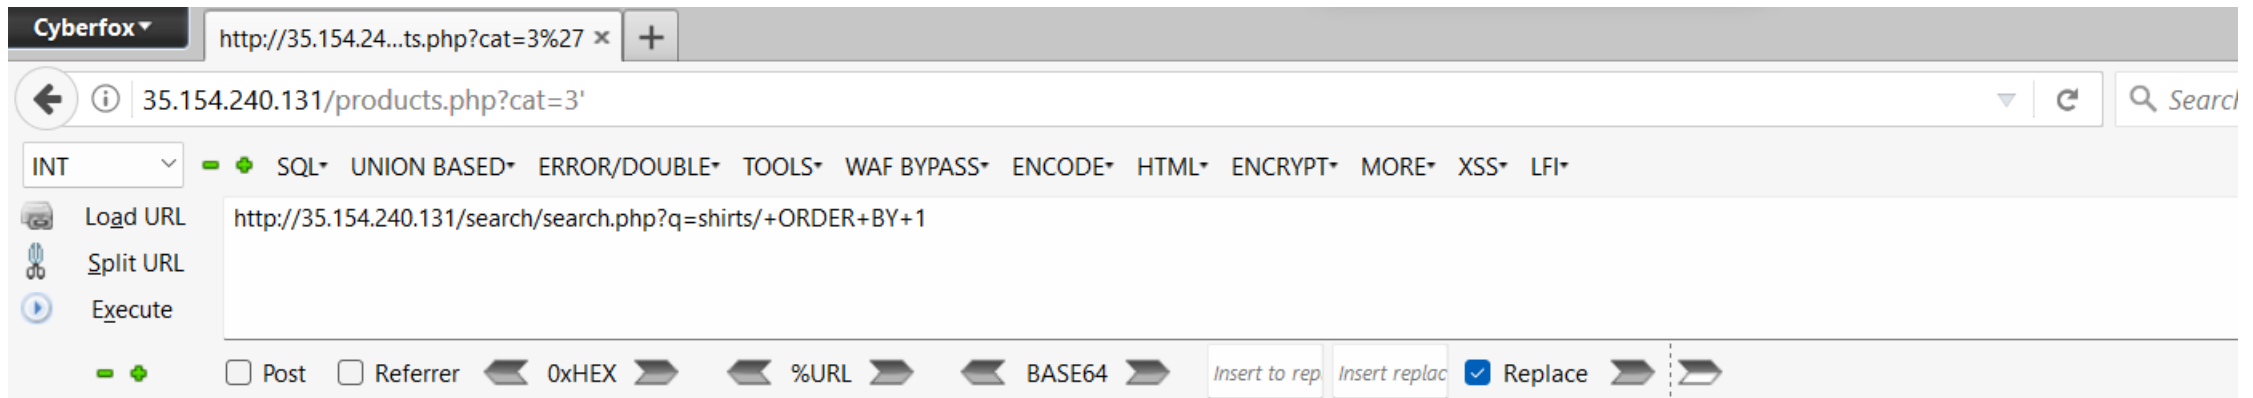 Cyberfox
http://35.154.24...ts.php?cat=3%27
35.154.240.131/products.php?cat=3'
Search
INT SQL UNION BASED ERROR/DOUBLE TOOLS WAF BYPASS ENCODE HTML ENCRYPT MORE XSS LFI
Load URL http://35.154.240.131/search/search.php?q=shirts/+ORDER+BY+1
Split URL
Execute
Post Referrer 0xHEX %URL BASE64 Insert to rep Insert replac Replace